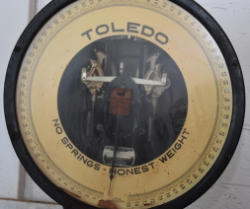 TOLEDO
NO SPRINGS - HONEST WEIGHT